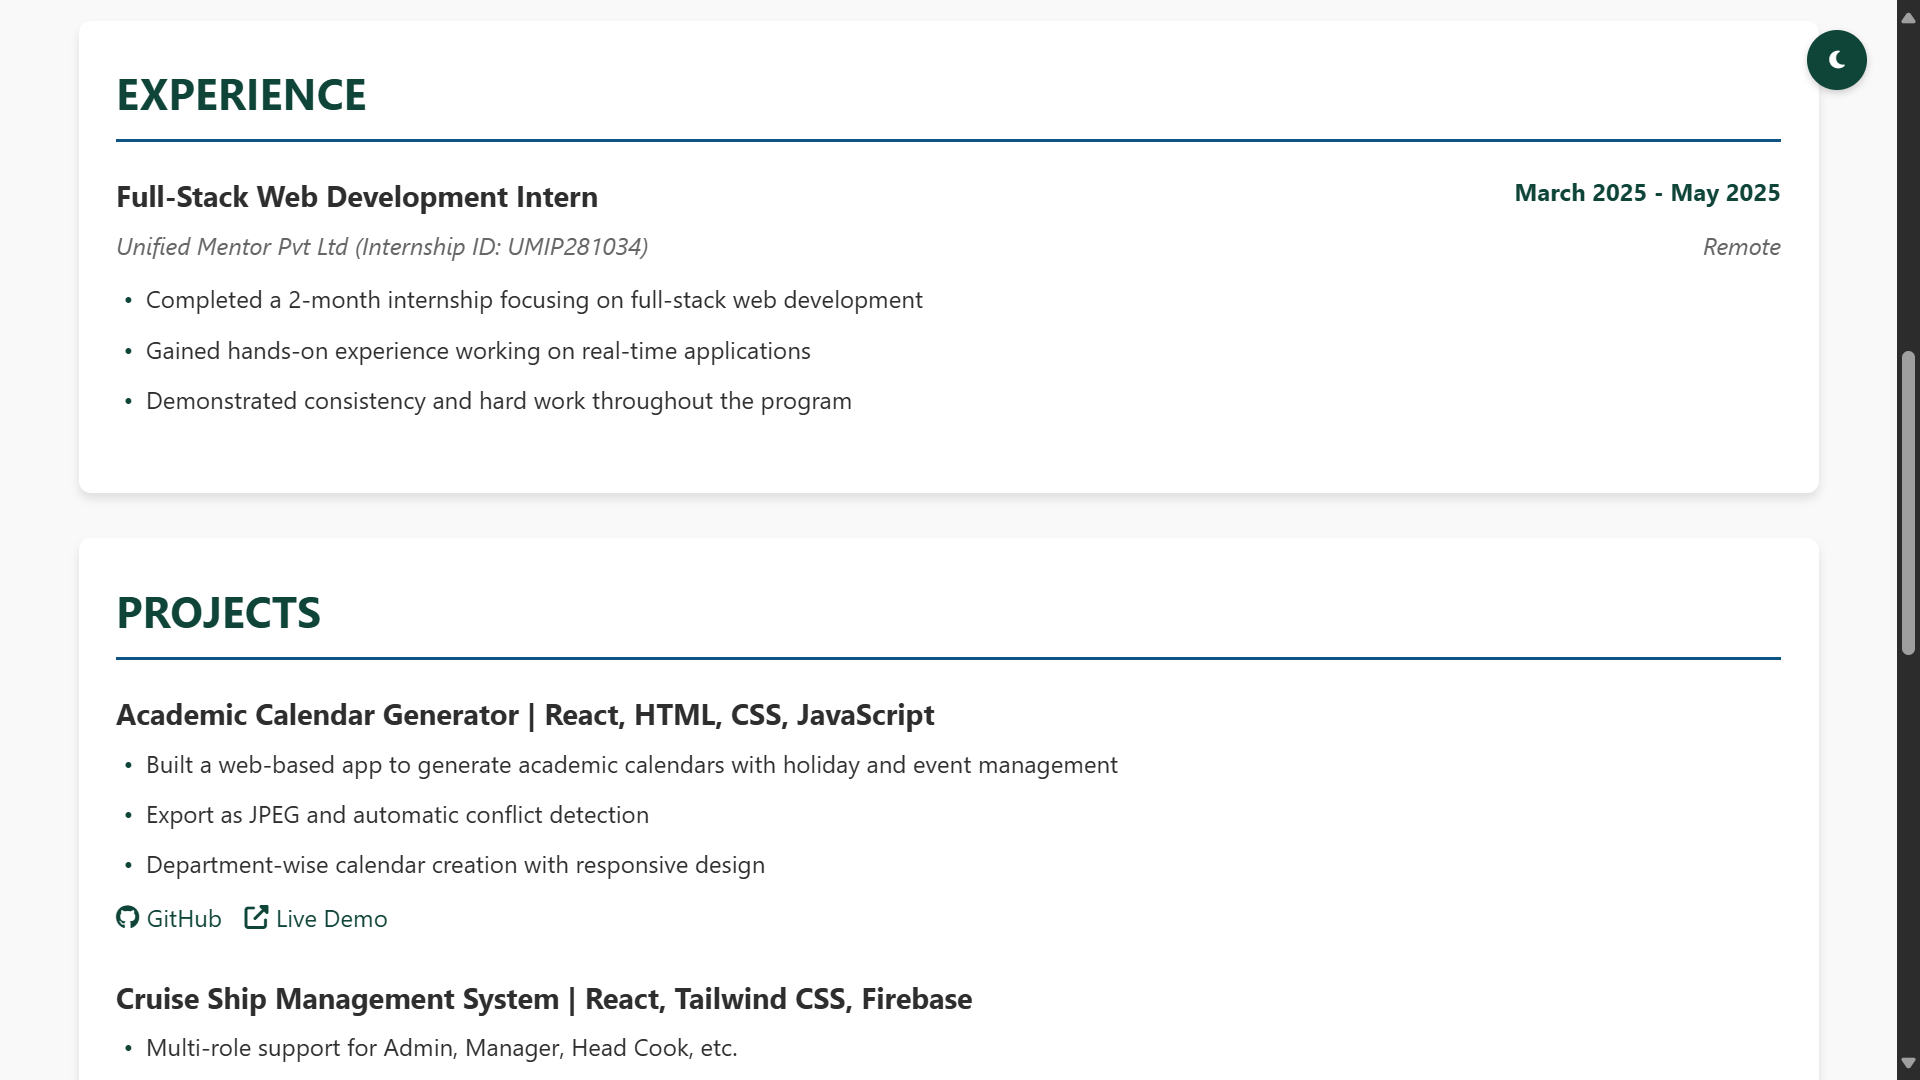 EXPERIENCE
Full-Stack Web Development Intern
March 2025 - May 2025
Unified Mentor Pvt Ltd (Internship ID: UMIP281034)
Remote
• Completed a 2-month internship focusing on full-stack web development
• Gained hands-on experience working on real-time applications
• Demonstrated consistency and hard work throughout the program
PROJECTS
Academic Calendar Generator | React, HTML, CSS, JavaScript
• Built a web-based app to generate academic calendars with holiday and event management
• Export as JPEG and automatic conflict detection
• Department-wise calendar creation with responsive design
GitHub Live Demo
Cruise Ship Management System | React, Tailwind CSS, Firebase
• Multi-role support for Admin, Manager, Head Cook, etc.